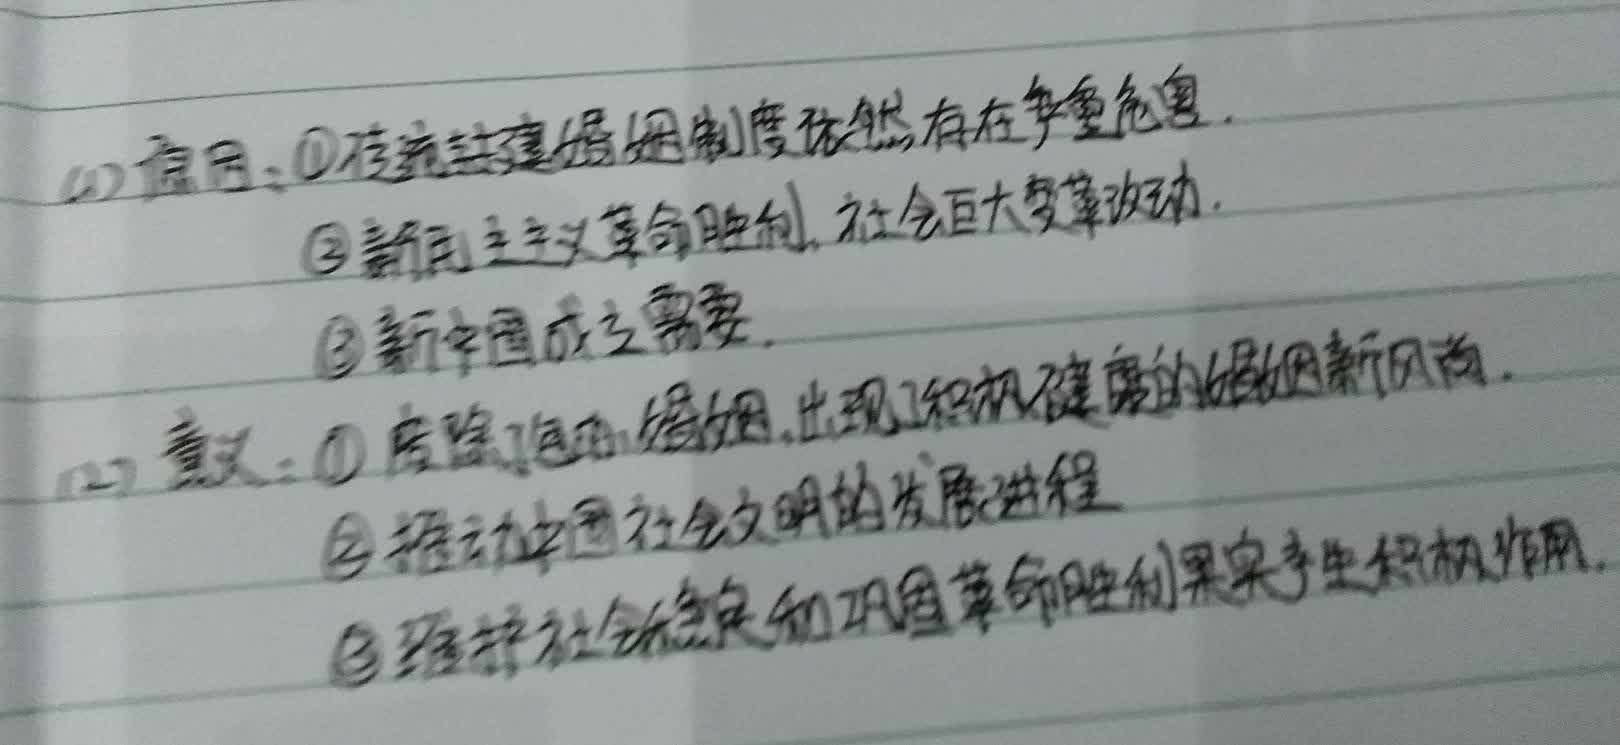 (1) 原因：①传统封建婚姻制度依然存在严重危害.
②新民主主义革命胜利, 社会巨大变革改动.
③新中国成立需要.
(2) 意义：①废除了包办婚姻, 出现了积极健康的婚姻新风尚.
②推动中国社会文明的发展进程
③维护社会稳定和巩固革命胜利果实产生积极作用.